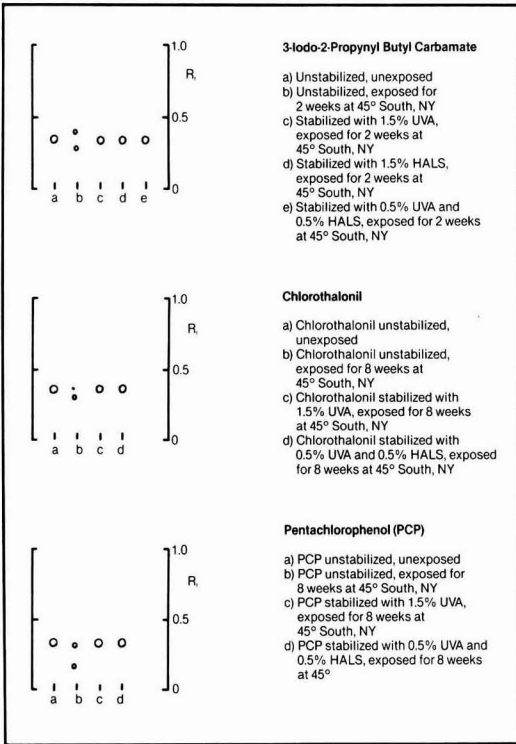 1.0
R,
0.5
0
a b c d e
3-Iodo-2-Propynyl Butyl Carbamate
a) Unstabilized, unexposed
b) Unstabilized, exposed for
2 weeks at 45° South, NY
c) Stabilized with 1.5% UVA,
exposed for 2 weeks at
45° South, NY
d) Stabilized with 1.5% HALS,
exposed for 2 weeks at
45° South, NY
e) Stabilized with 0.5% UVA and
0.5% HALS, exposed for 2 weeks
at 45° South, NY
1.0
R,
0.5
0
a b c d
Chlorothalonil
a) Chlorothalonil unstabilized,
unexposed
b) Chlorothalonil unstabilized,
exposed for 8 weeks at
45° South, NY
c) Chlorothalonil stabilized with
1.5% UVA, exposed for 8 weeks
at 45° South, NY
d) Chlorothalonil stabilized with
0.5% UVA and 0.5% HALS, exposed
for 8 weeks at 45° South, NY
1.0
R,
0.5
0
a b c d
Pentachlorophenol (PCP)
a) PCP unstabilized, unexposed
b) PCP unstabilized, exposed for
8 weeks at 45° South, NY
c) PCP stabilized with 1.5% UVA,
exposed for 8 weeks at
45° South, NY
d) PCP stabilized with 0.5% UVA and
0.5% HALS, exposed for 8 weeks
at 45°